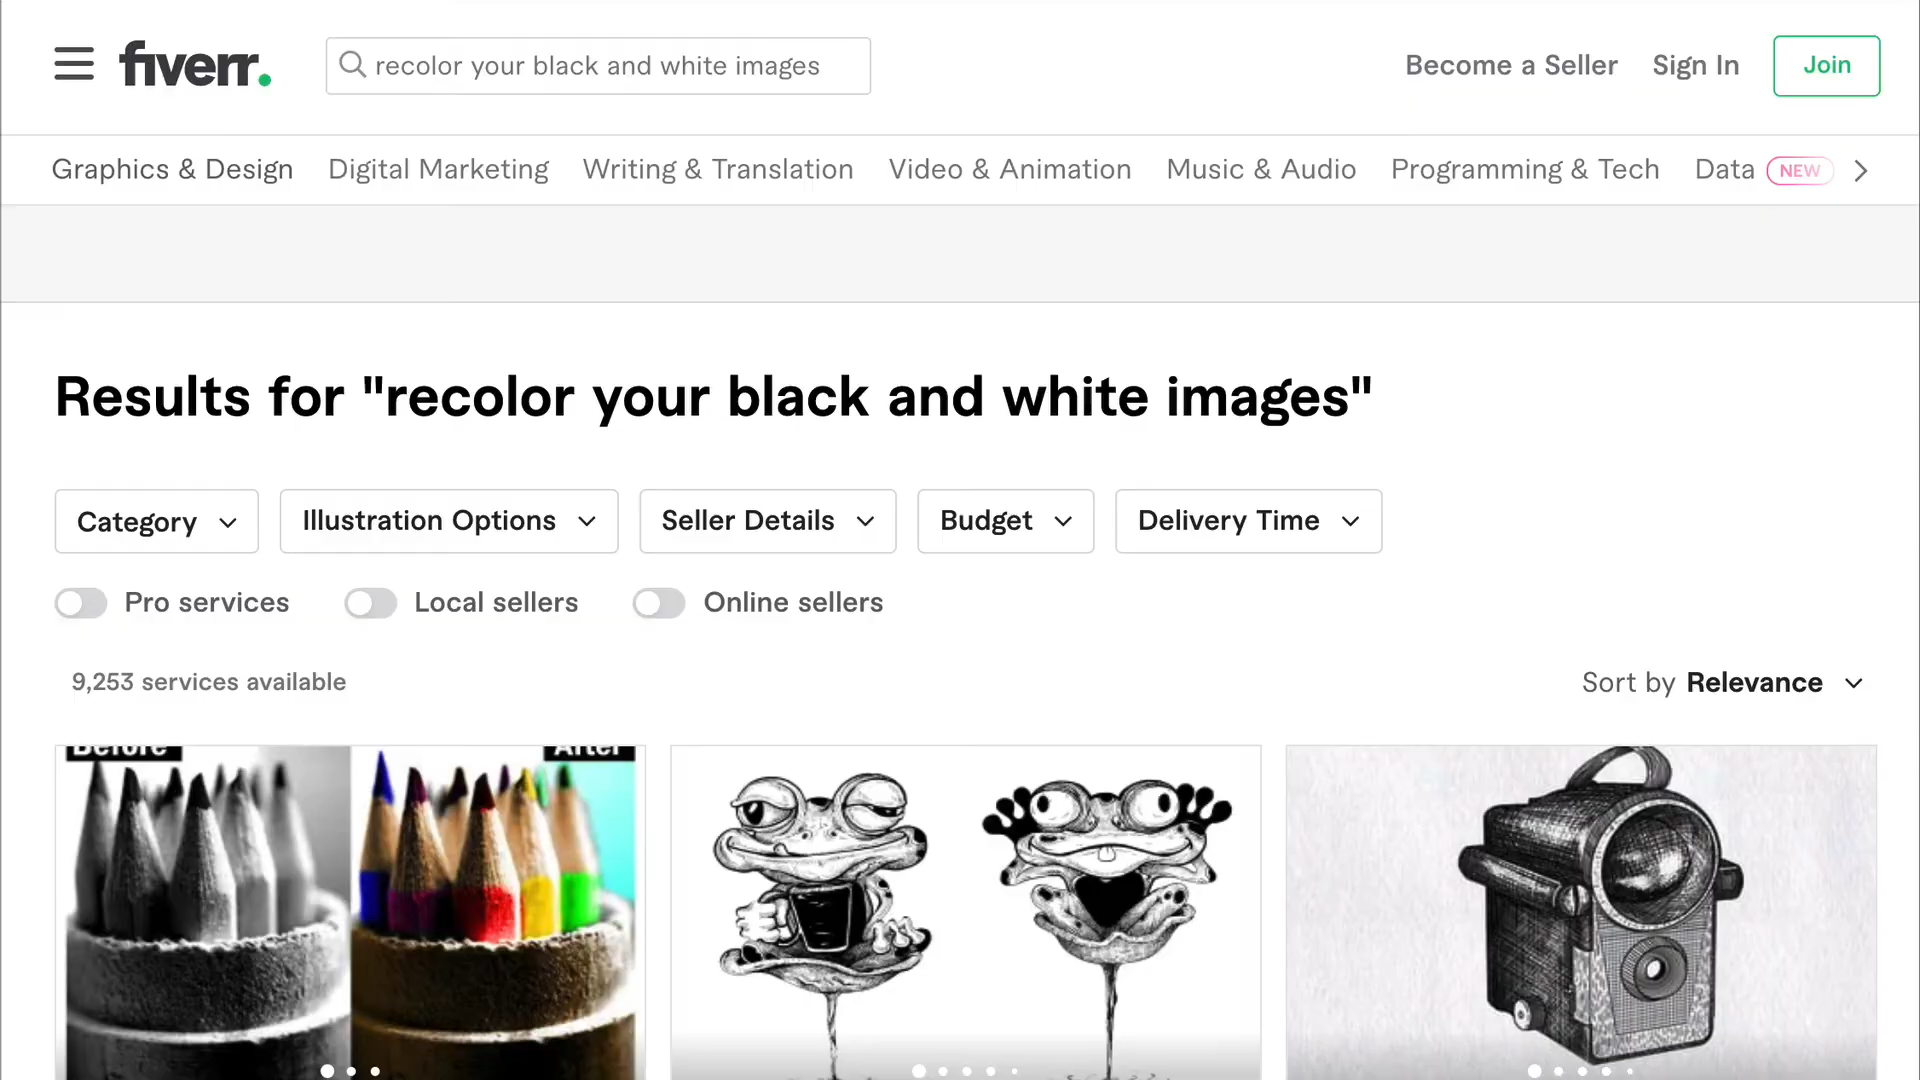 fiverr.
recolor your black and white images
Become a Seller
Sign In
Join
Graphics & Design
Digital Marketing
Writing & Translation
Video & Animation
Music & Audio
Programming & Tech
Data NEW
Results for "recolor your black and white images"
Category
Illustration Options
Seller Details
Budget
Delivery Time
Pro services
Local sellers
Online sellers
9,253 services available
Sort by Relevance
Before
After